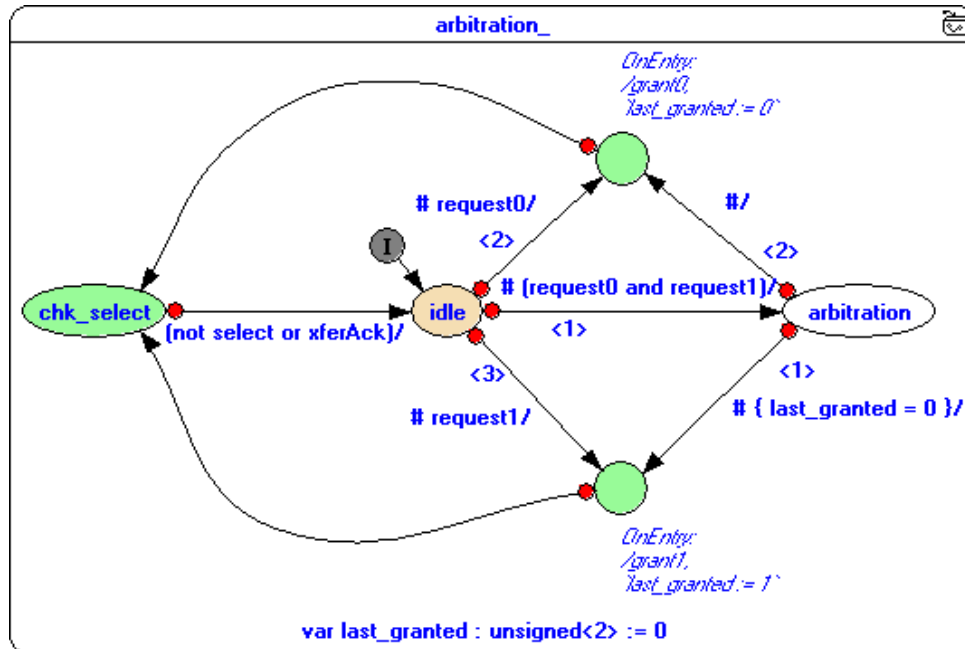 arbitration_
OnEntry:
/grant0,
`last_granted := 0`
# request0/
#/
<2>
<2>
I
# (request0 and request1)/
chk_select
idle
arbitration
(not select or xferAck)/
<1>
<3>
<1>
# request1/
# { last_granted = 0 }/
OnEntry:
/grant1,
`last_granted := 1`
var last_granted : unsigned<2> := 0